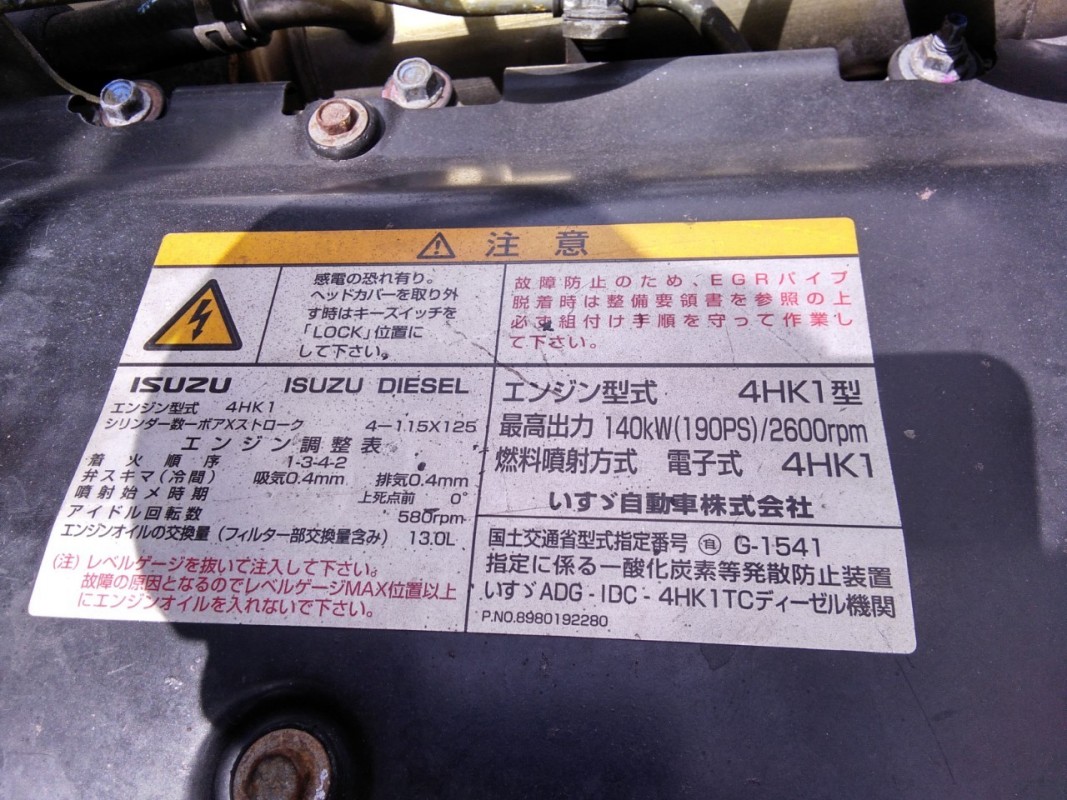 注意
感電の恐れ有り。
ヘッドカバーを取り外
す時はキースイッチを
「LOCK」位置に
して下さい。
故障防止のため、EGRパイプ
脱着時は整備要領書を参照の上
必ず組付け手順を守って作業し
て下さい。
ISUZU ISUZU DIESEL
エンジン型式 4HK1
シリンダー数ーボアXストローク 4-115X125
エンジン調整表
着火順序 1-3-4-2
弁スキマ(冷間) 吸気0.4mm 排気0.4mm
噴射始メ時期 上死点前 0°
アイドル回転数 580rpm
エンジンオイルの交換量(フィルター部交換量含み) 13.0L
(注)レベルゲージを抜いて注入して下さい。
故障の原因となるのでレベルゲージMAX位置以上
にエンジンオイルを入れないで下さい。
エンジン型式 4HK1型
最高出力 140kW(190PS)/2600rpm
燃料噴射方式 電子式 4HK1
いすゞ自動車株式会社
国土交通省型式指定番号 自 G-1541
指定に係る一酸化炭素等発散防止装置
いすゞADG-IDC-4HK1TCディーゼル機関
P.NO.8980192280